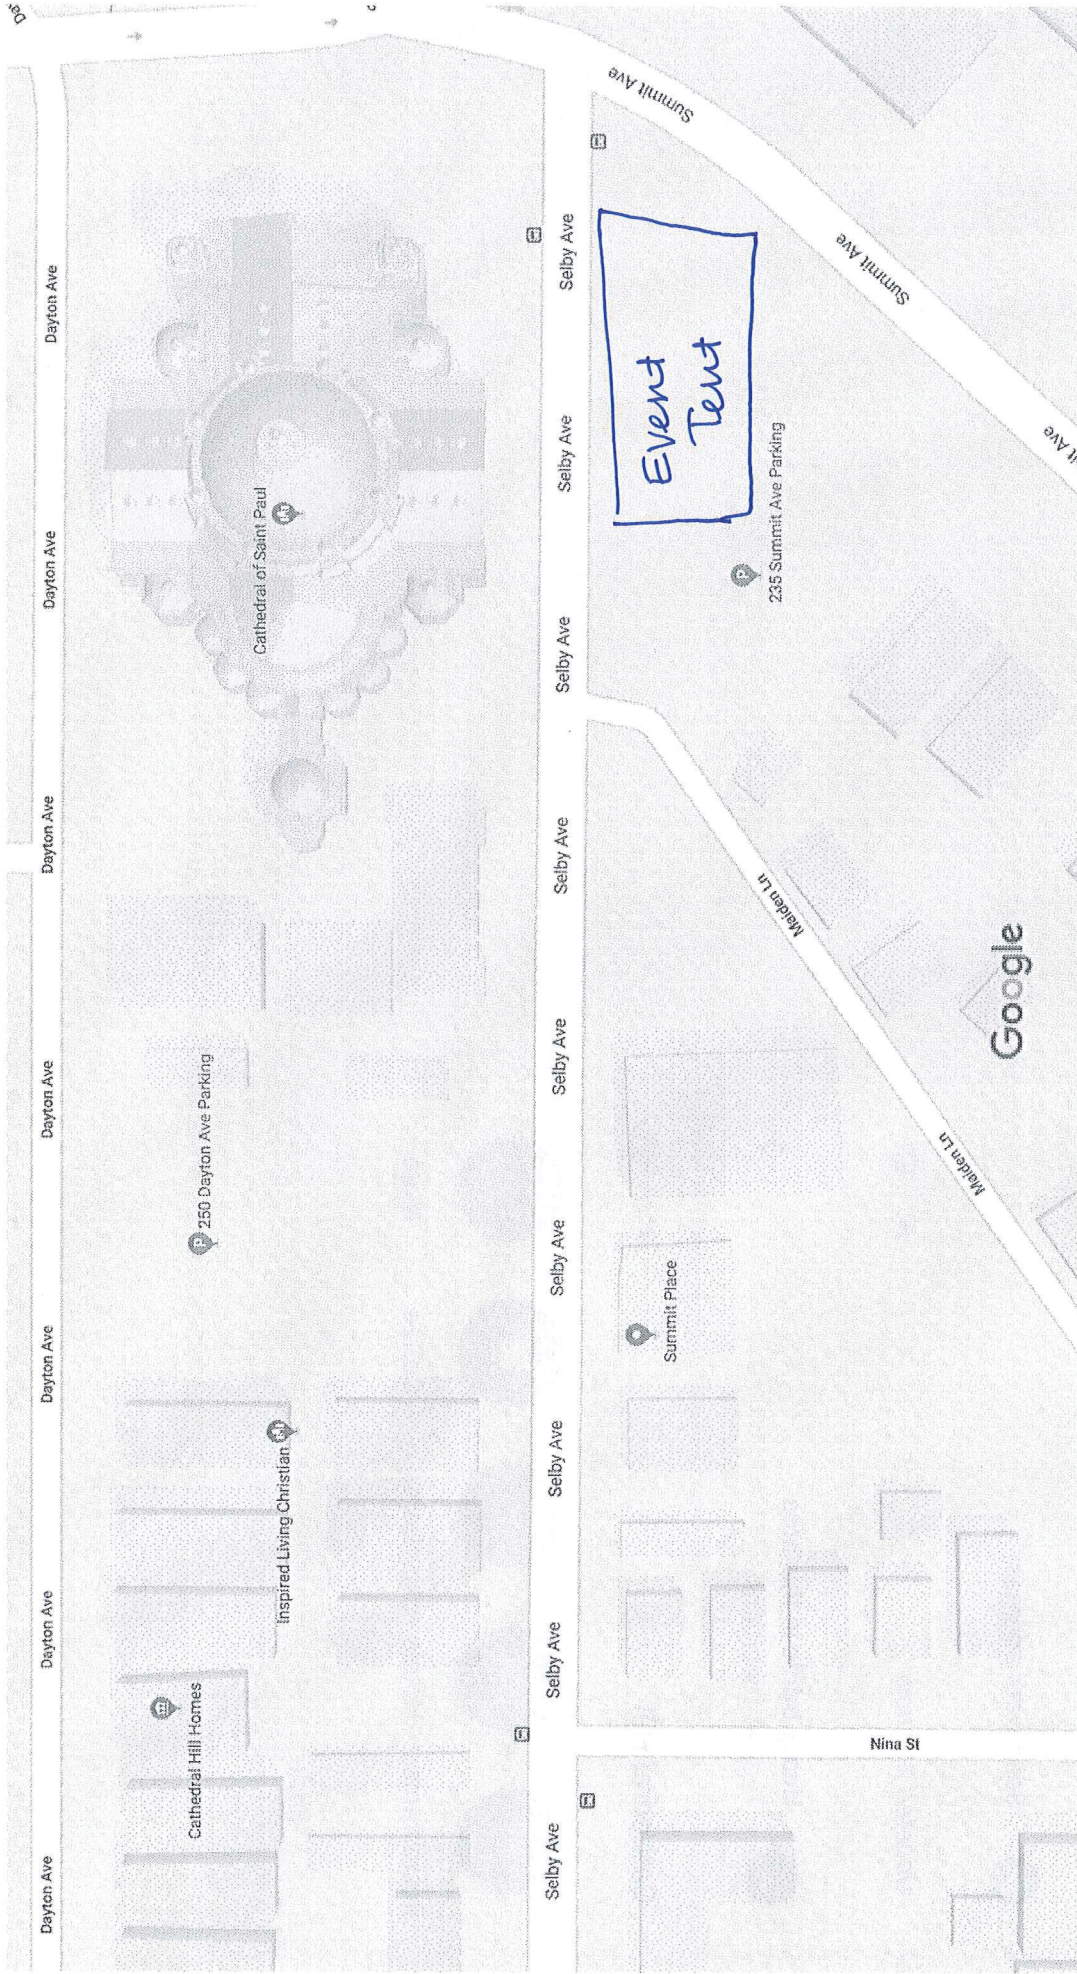 Dayton Ave
Dayton Ave
Dayton Ave
Dayton Ave
Dayton Ave
Dayton Ave
Dayton Ave
Cathedral Hill Homes
250 Dayton Ave Parking
Inspired Living Christian
Cathedral of Saint Paul
Selby Ave
Selby Ave
Selby Ave
Selby Ave
Selby Ave
Selby Ave
Selby Ave
Selby Ave
Selby Ave
Event
Tent
Summit Ave
Summit Place
235 Summit Ave Parking
Maiden Ln
Summit Ave
Nina St
Maiden Ln
Google